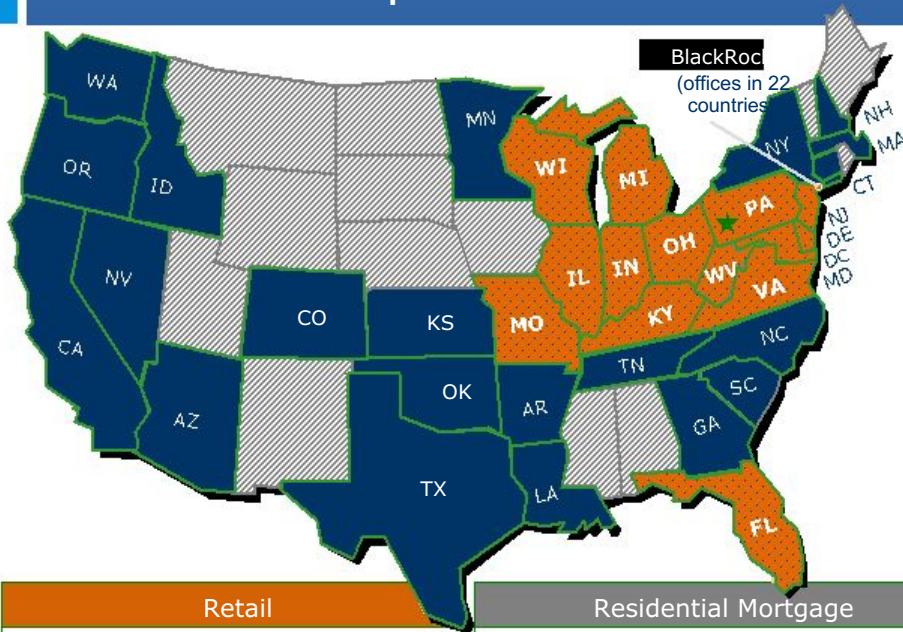 BlackRoc
(offices in 22
countries
WA
MN
NH
OR
ID
WI
MI
NY
MA
CT
PA
NJ
DE
DC
MD
NV
IL
IN
OH
WV
VA
CO
KS
MO
KY
CA
NC
TN
OK
AR
SC
AZ
GA
TX
LA
FL
Retail
Residential Mortgage